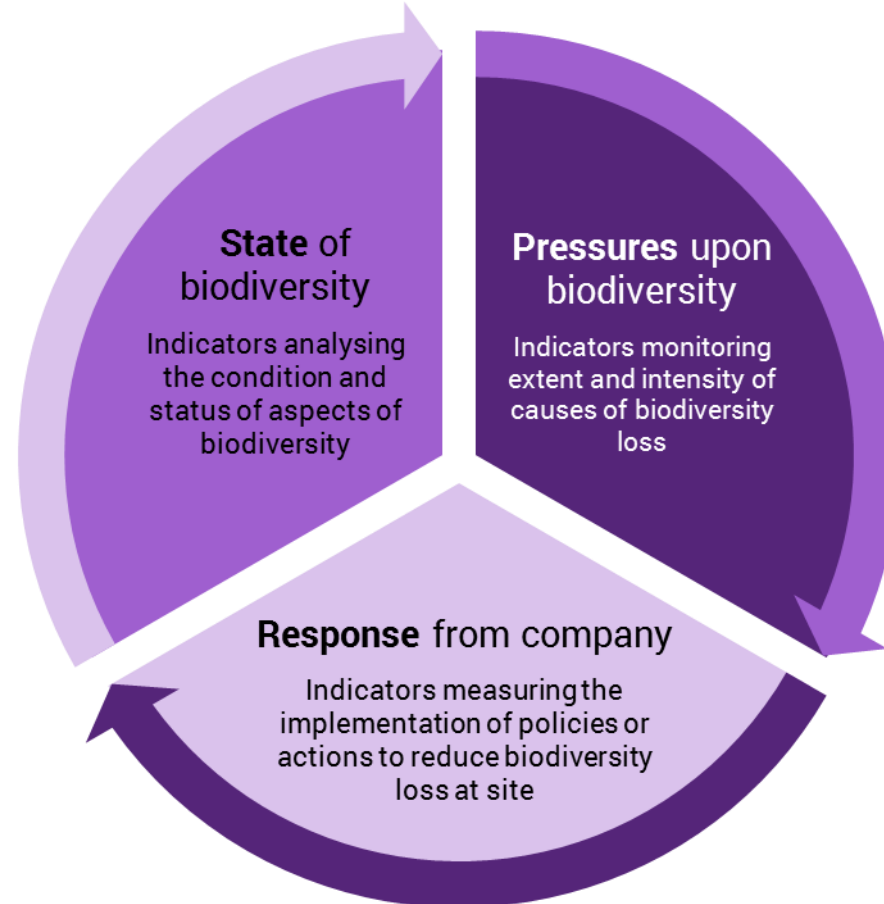 State of
biodiversity
Indicators analysing
the condition and
status of aspects of
biodiversity
Pressures upon
biodiversity
Indicators monitoring
extent and intensity of
causes of biodiversity
loss
Response from company
Indicators measuring the
implementation of policies or
actions to reduce biodiversity
loss at site